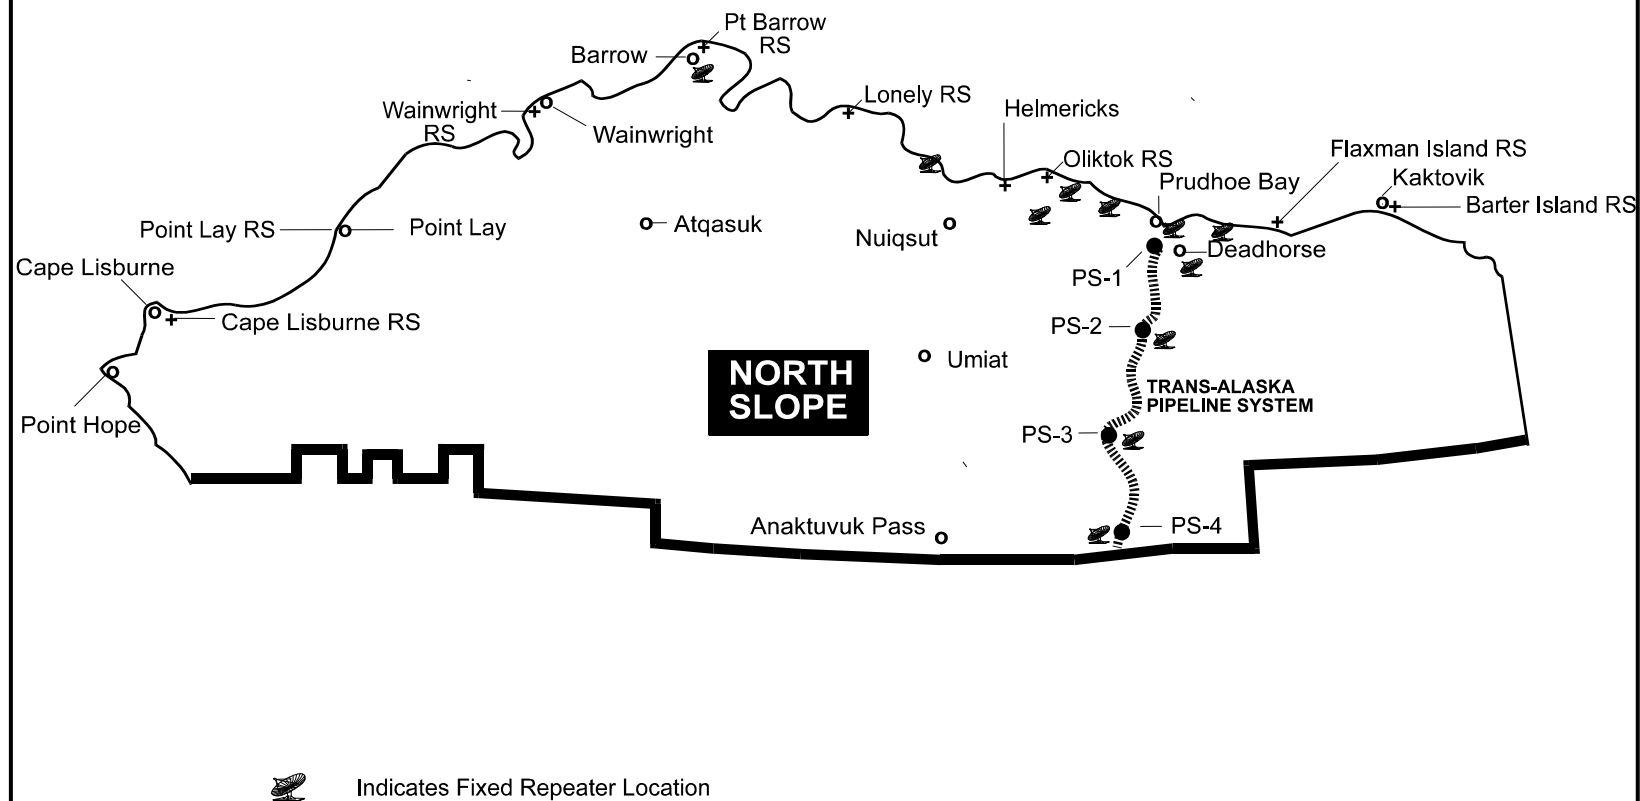 Pt Barrow
RS
Barrow
Lonely RS
Helmericks
Wainwright
RS
Wainwright
Flaxman Island RS
Oliktok RS
Kaktovik
Prudhoe Bay
Barter Island RS
Point Lay RS
Point Lay
Atqasuk
Nuiqsut
Deadhorse
Cape Lisburne
PS-1
Cape Lisburne RS
PS-2
Umiat
NORTH
SLOPE
TRANS-ALASKA
PIPELINE SYSTEM
Point Hope
PS-3
Anaktuvuk Pass
PS-4
Indicates Fixed Repeater Location